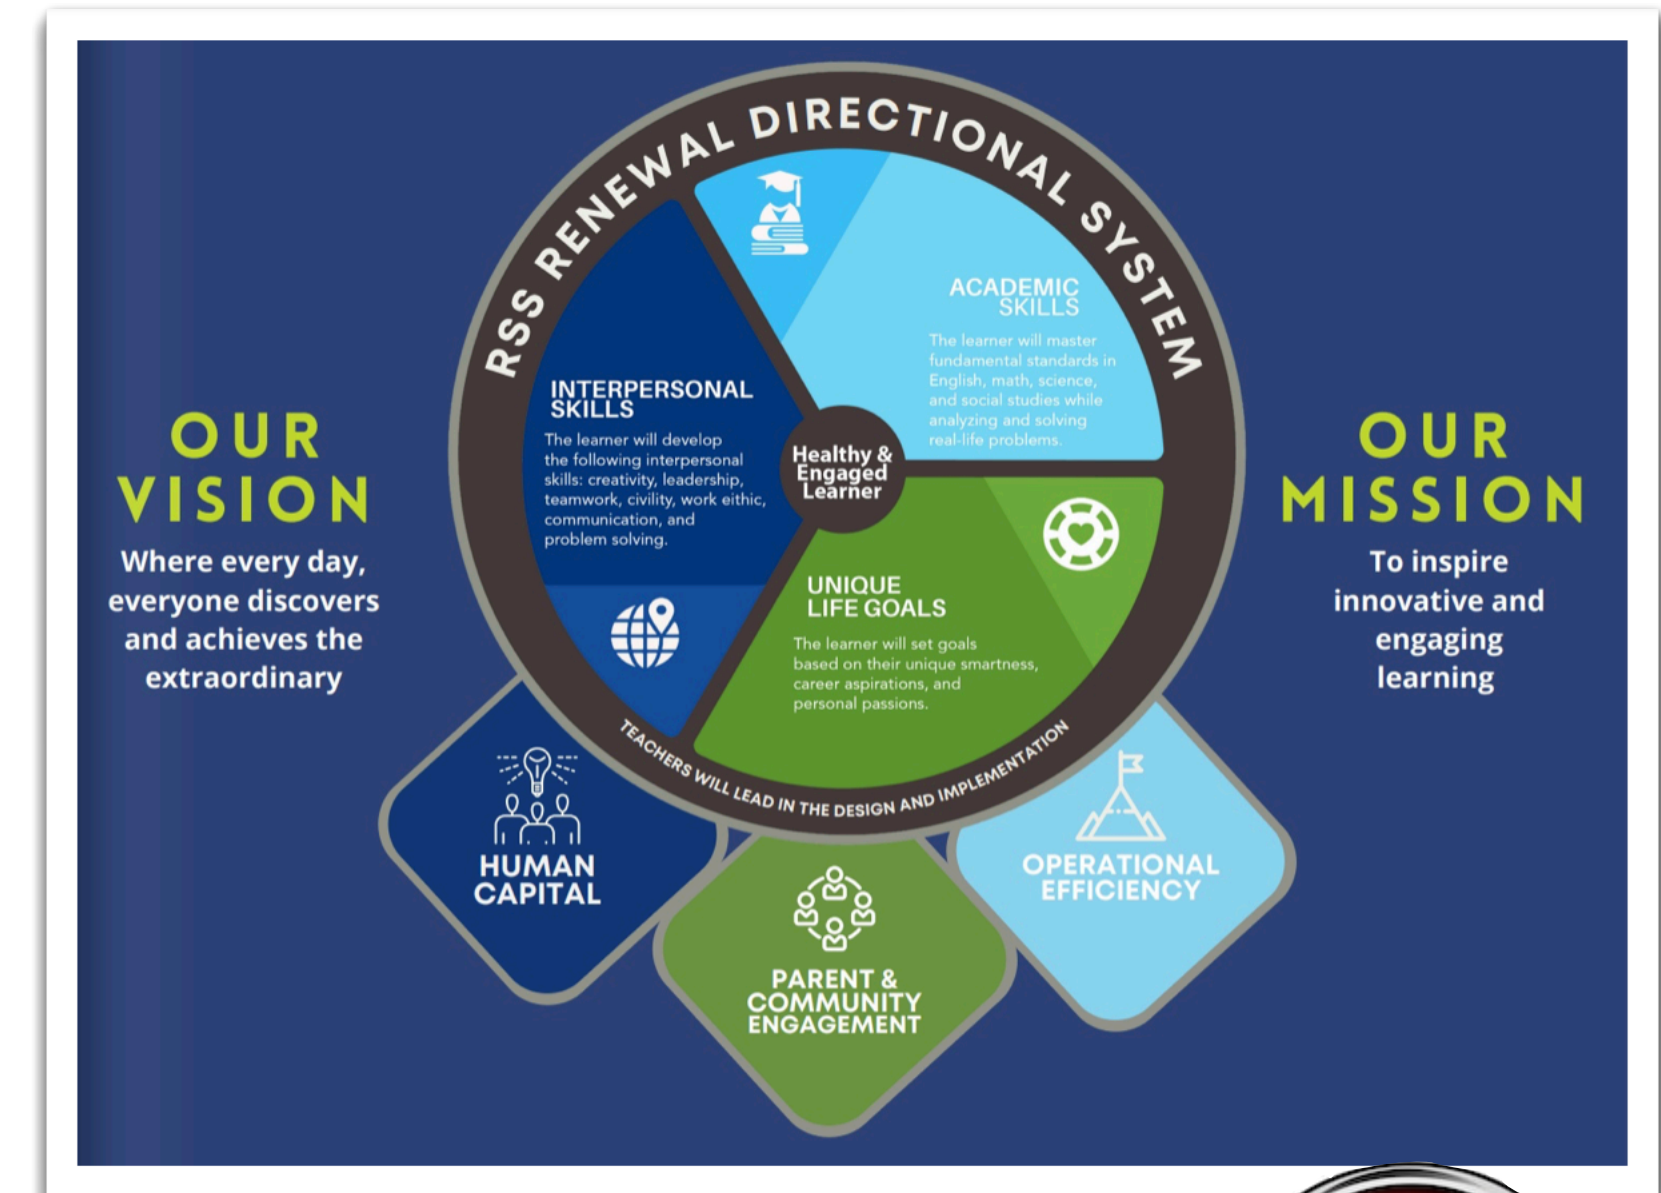 RSS RENEWAL DIRECTIONAL SYSTEM
OUR
VISION
Where every day,
everyone discovers
and achieves the
extraordinary
INTERPERSONAL
SKILLS
The learner will develop
the following interpersonal
skills: creativity, leadership,
teamwork, civility, work eithic,
communication, and
problem solving.
ACADEMIC
SKILLS
The learner will master
fundamental standards in
English, math, science,
and social studies while
analyzing and solving
real-life problems.
Healthy &
Engaged
Learner
UNIQUE
LIFE GOALS
The learner will set goals
based on their unique smartness,
career aspirations, and
personal passions.
OUR
MISSION
To inspire
innovative and
engaging
learning
TEACHERS WILL LEAD IN THE DESIGN AND IMPLEMENTATION
HUMAN
CAPITAL
PARENT &
COMMUNITY
ENGAGEMENT
OPERATIONAL
EFFICIENCY